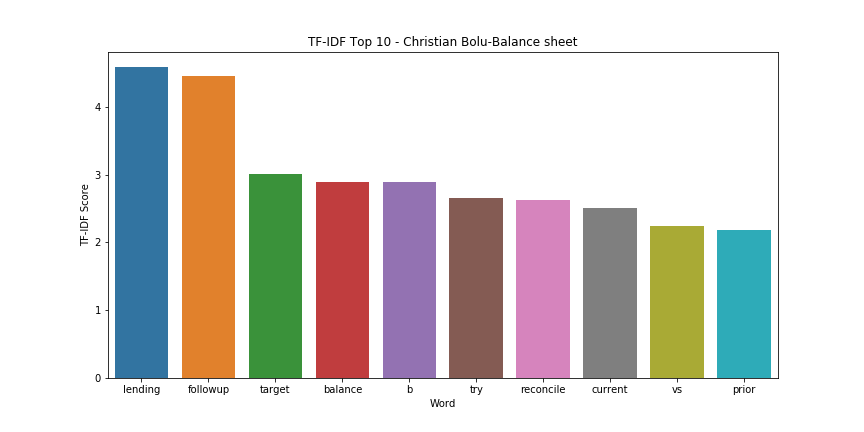 TF-IDF Top 10 - Christian Bolu-Balance sheet
4
3
2
1
0
TF-IDF Score
lending followup target balance b try reconcile current vs prior
Word